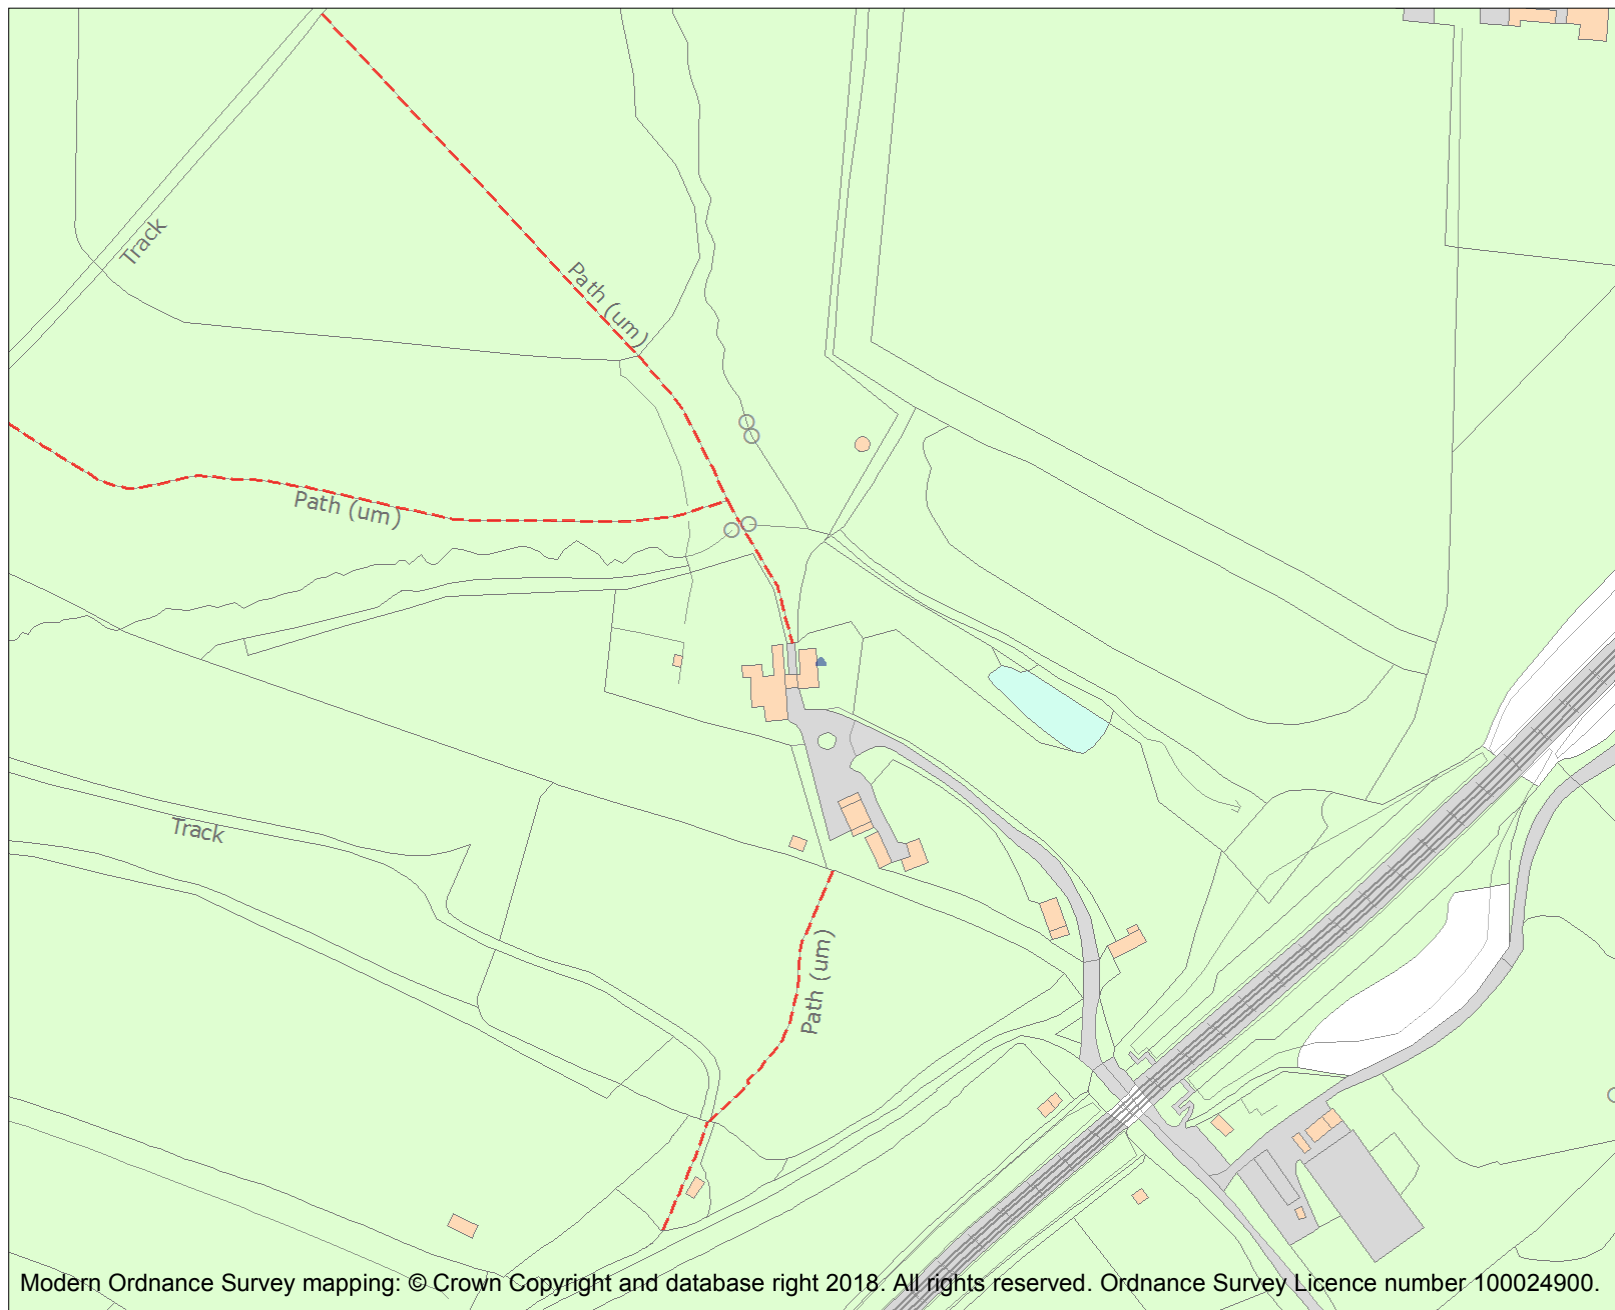 Track
Path (um)
Path (um)
Track
Path (um)
Modern Ordnance Survey mapping: © Crown Copyright and database right 2018. All rights reserved. Ordnance Survey Licence number 100024900.